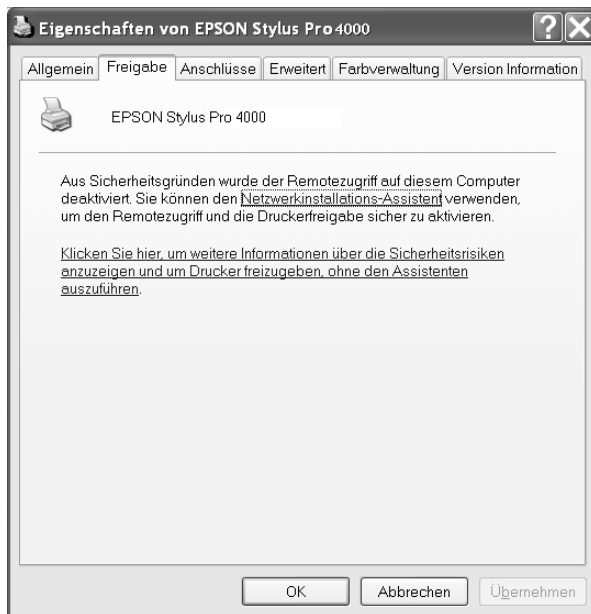 Eigenschaften von EPSON Stylus Pro 4000
Allgemein Freigabe Anschlüsse Erweitert Farbverwaltung Version Information
EPSON Stylus Pro 4000
Aus Sicherheitsgründen wurde der Remotezugriff auf diesem Computer
deaktiviert. Sie können den Netzwerkinstallations-Assistent verwenden,
um den Remotezugriff und die Druckerfreigabe sicher zu aktivieren.
Klicken Sie hier, um weitere Informationen über die Sicherheitsrisiken
anzuzeigen und um Drucker freizugeben, ohne den Assistenten
auszuführen.
OK Abbrechen Übernehmen